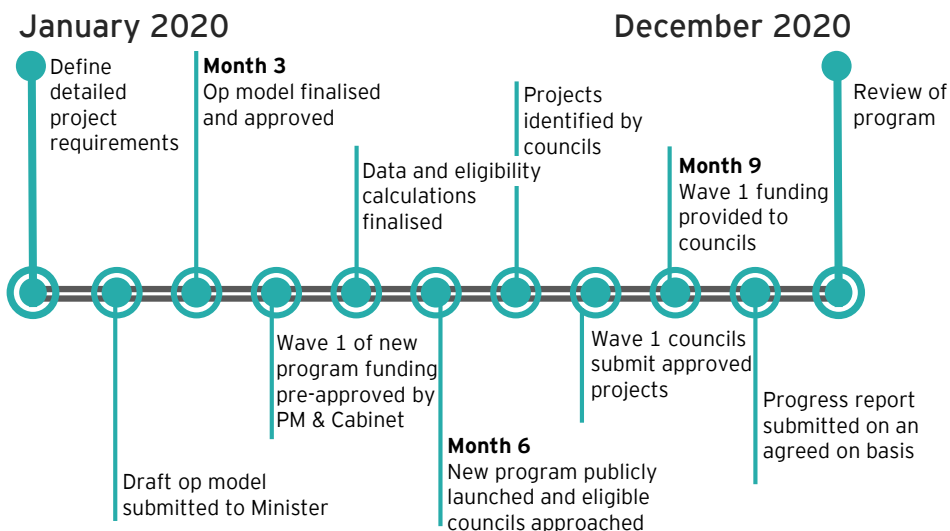 January 2020
December 2020
Define
detailed
project
requirements
Month 3
Op model finalised
and approved
Data and eligibility
calculations
finalised
Projects
identified by
councils
Month 9
Wave 1 funding
provided to
councils
Review of
program
Draft op model
submitted to Minister
Wave 1 of new
program funding
pre-approved by
PM & Cabinet
Month 6
New program publicly
launched and eligible
councils approached
Wave 1 councils
submit approved
projects
Progress report
submitted on an
agreed on basis